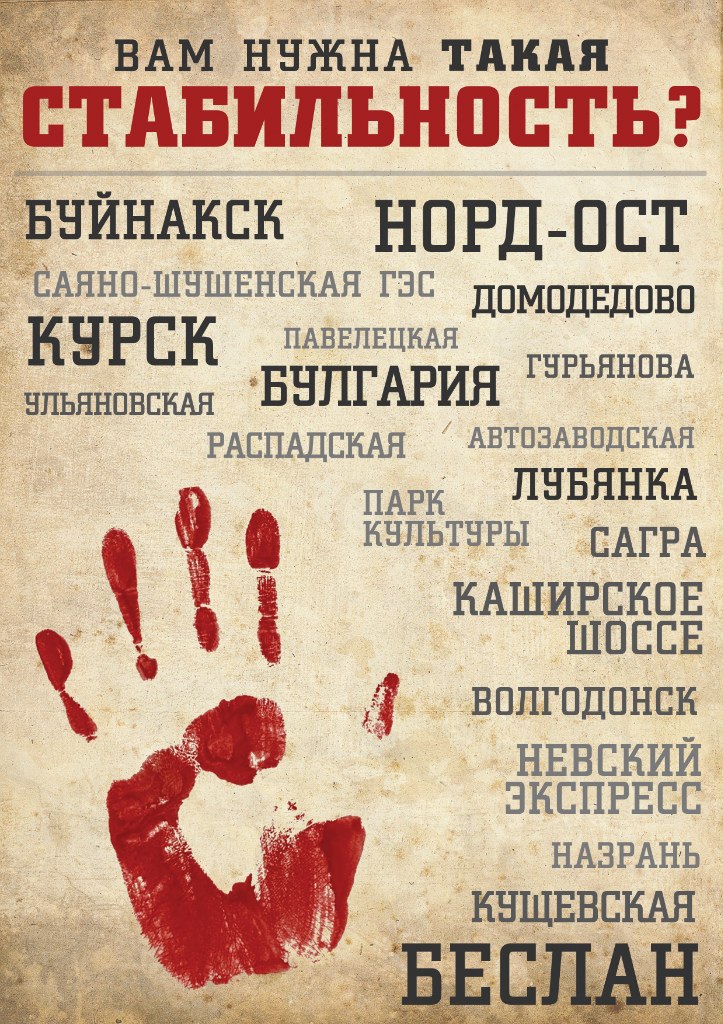 ВАМ НУЖНА ТАКАЯ
СТАБИЛЬНОСТЬ?
БУЙНАКСК
НОРД-ОСТ
САЯНО-ШУШЕНСКАЯ ГЭС
ДОМОДЕДОВО
КУРСК
ПАВЕЛЕЦКАЯ
ГУРЬЯНОВА
БУЛГАРИЯ
УЛЬЯНОВСКАЯ
РАСПАДСКАЯ
АВТОЗАВОДСКАЯ
ЛУБЯНКА
ПАРК
КУЛЬТУРЫ
САГРА
КАШИРСКОЕ
ШОССЕ
ВОЛГОДОНСК
НЕВСКИЙ
ЭКСПРЕСС
НАЗРАНЬ
КУЩЕВСКАЯ
БЕСЛАН